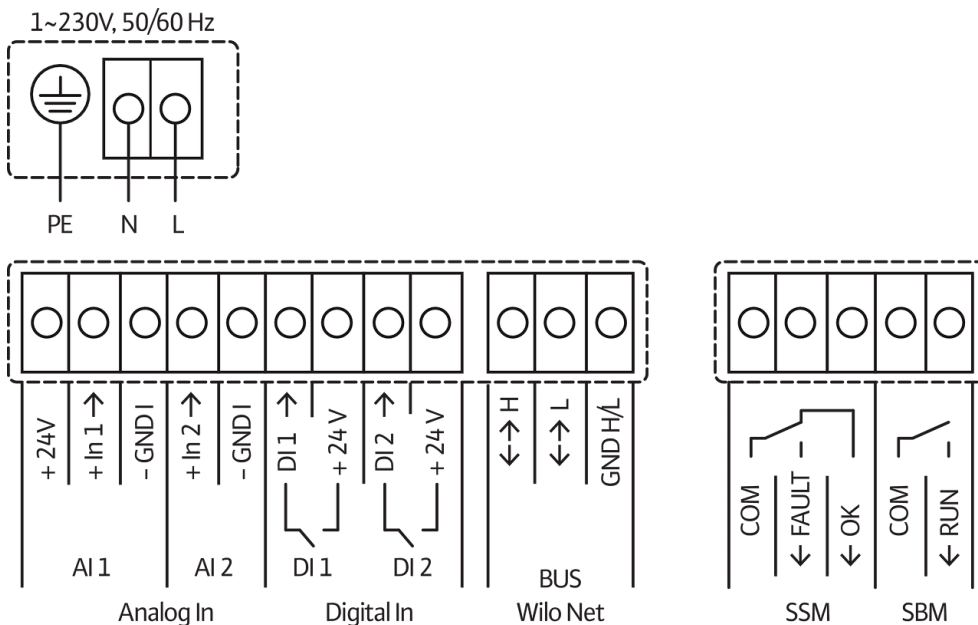 1~230V, 50/60 Hz
PE N L
+ 24V
+ In 1 →
- GND I
+ In 2 →
- GND I
DI 1 →
+ 24 V
DI 2 →
+ 24 V
↔ H
↔ L
GND H/L
COM
← FAULT
← OK
COM
← RUN
AI 1 AI 2 DI 1 DI 2 BUS
Analog In Digital In Wilo Net SSM SBM